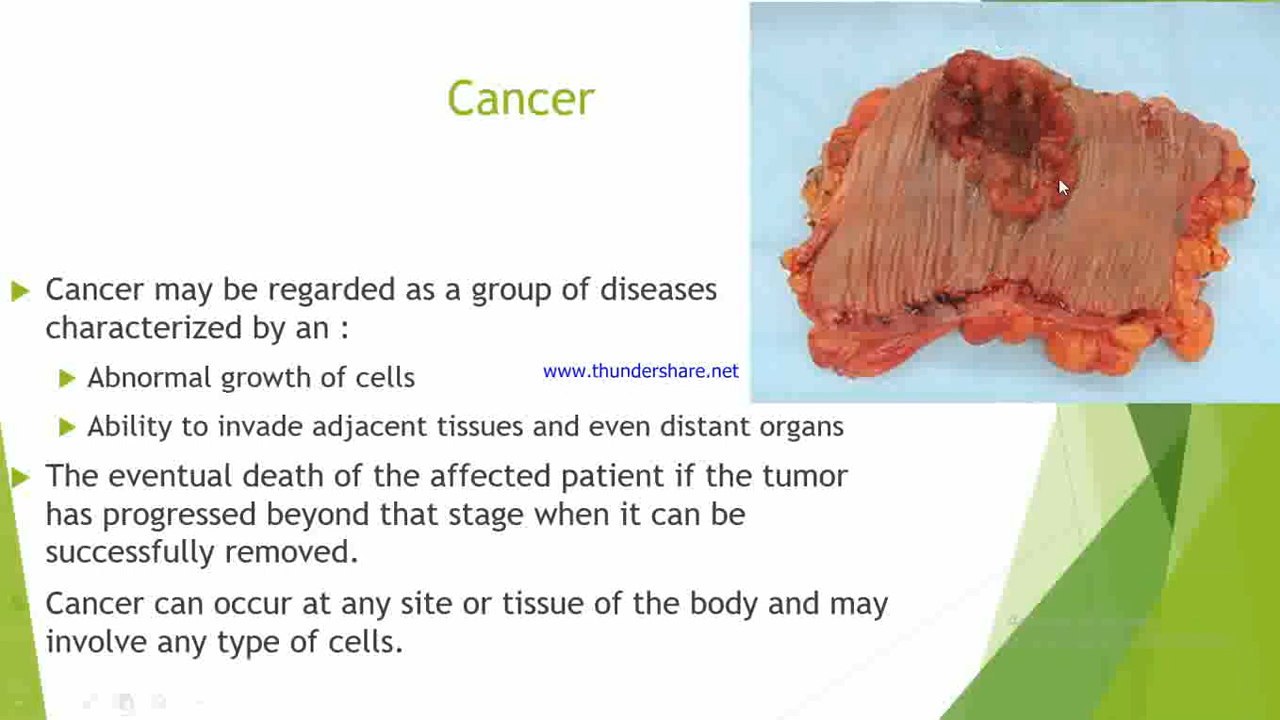 Cancer
Cancer may be regarded as a group of diseases
characterized by an :
Abnormal growth of cells
www.thundershare.net
Ability to invade adjacent tissues and even distant organs
The eventual death of the affected patient if the tumor
has progressed beyond that stage when it can be
successfully removed.
Cancer can occur at any site or tissue of the body and may
involve any type of cells.